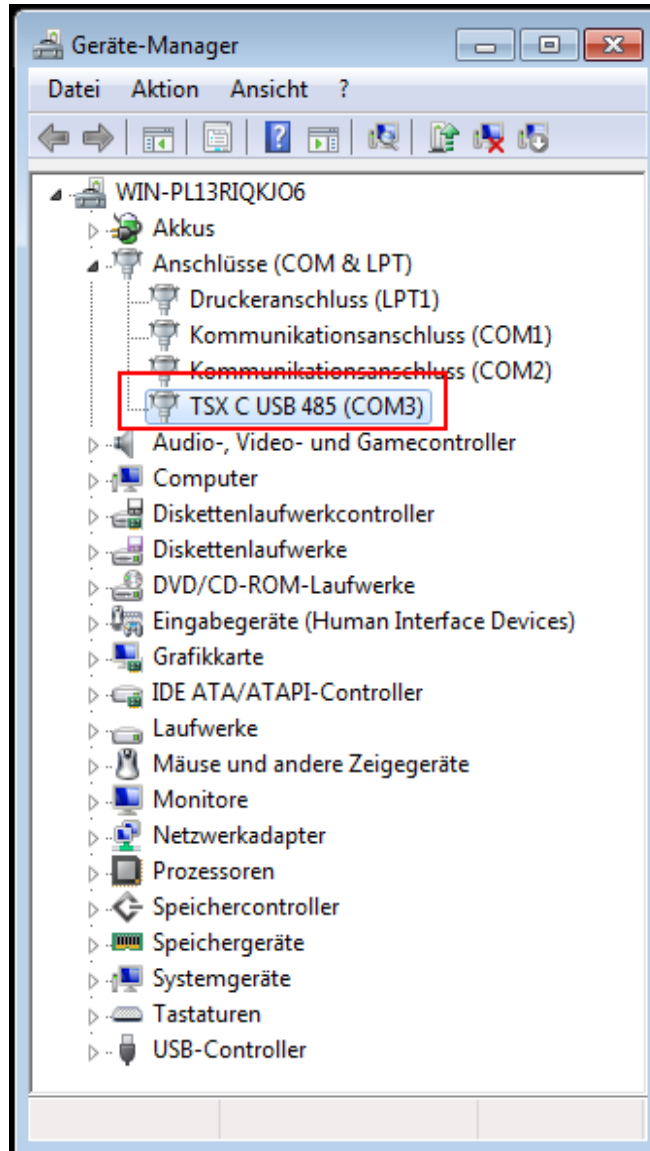 Geräte-Manager
Datei Aktion Ansicht ?
WIN-PL13RIQKJO6
Akkus
Anschlüsse (COM & LPT)
Druckeranschluss (LPT1)
Kommunikationsanschluss (COM1)
Kommunikationsanschluss (COM2)
TSX C USB 485 (COM3)
Audio-, Video- und Gamecontroller
Computer
Diskettenlaufwerkcontroller
Diskettenlaufwerke
DVD/CD-ROM-Laufwerke
Eingabegeräte (Human Interface Devices)
Grafikkarte
IDE ATA/ATAPI-Controller
Laufwerke
Mäuse und andere Zeigegeräte
Monitore
Netzwerkadapter
Prozessoren
Speichercontroller
Speichergeräte
Systemgeräte
Tastaturen
USB-Controller